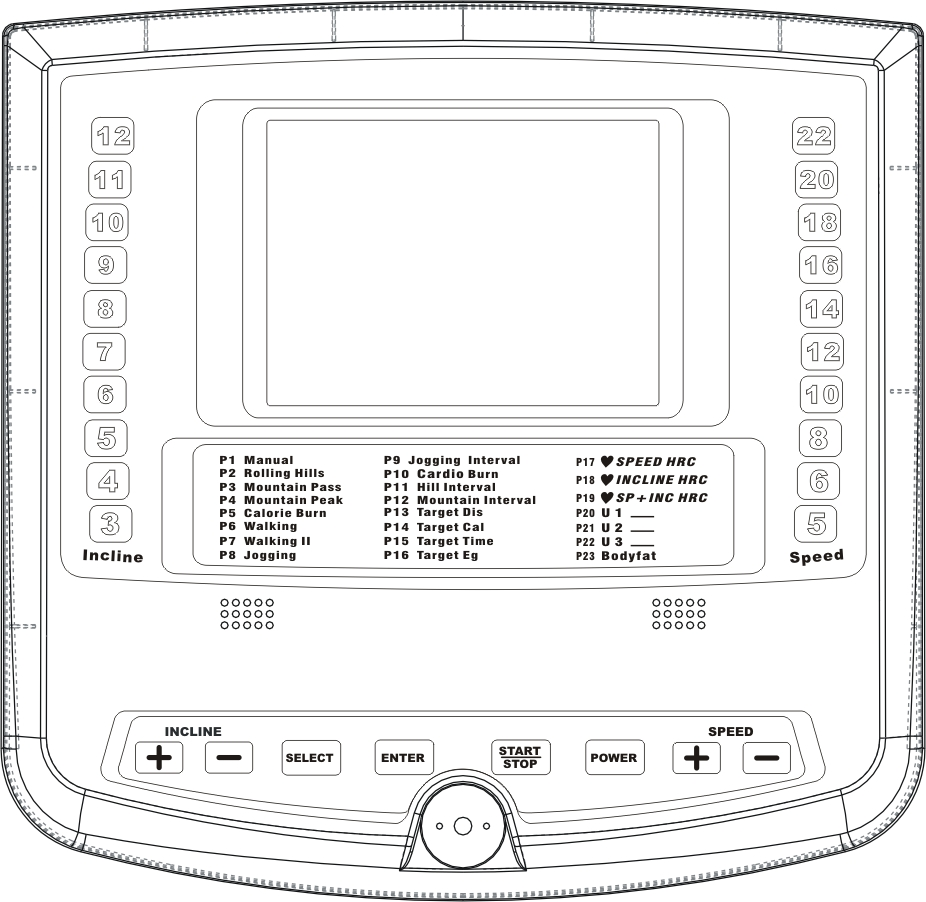 12
11
10
9
8
7
6
5
4
3
Incline
22
20
18
16
14
12
10
8
6
5
Speed
P1 Manual
P2 Rolling Hills
P3 Mountain Pass
P4 Mountain Peak
P5 Calorie Burn
P6 Walking
P7 Walking II
P8 Jogging
P9 Jogging Interval
P10 Cardio Burn
P11 Hill Interval
P12 Mountain Interval
P13 Target Dis
P14 Target Cal
P15 Target Time
P16 Target Eg
P17 ♥ SPEED HRC
P18 ♥ INCLINE HRC
P19 ♥ SP+INC HRC
P20 U 1 ___
P21 U 2 ___
P22 U 3 ___
P23 Bodyfat
INCLINE
+ −
SELECT
ENTER
START
STOP
POWER
SPEED
+ −